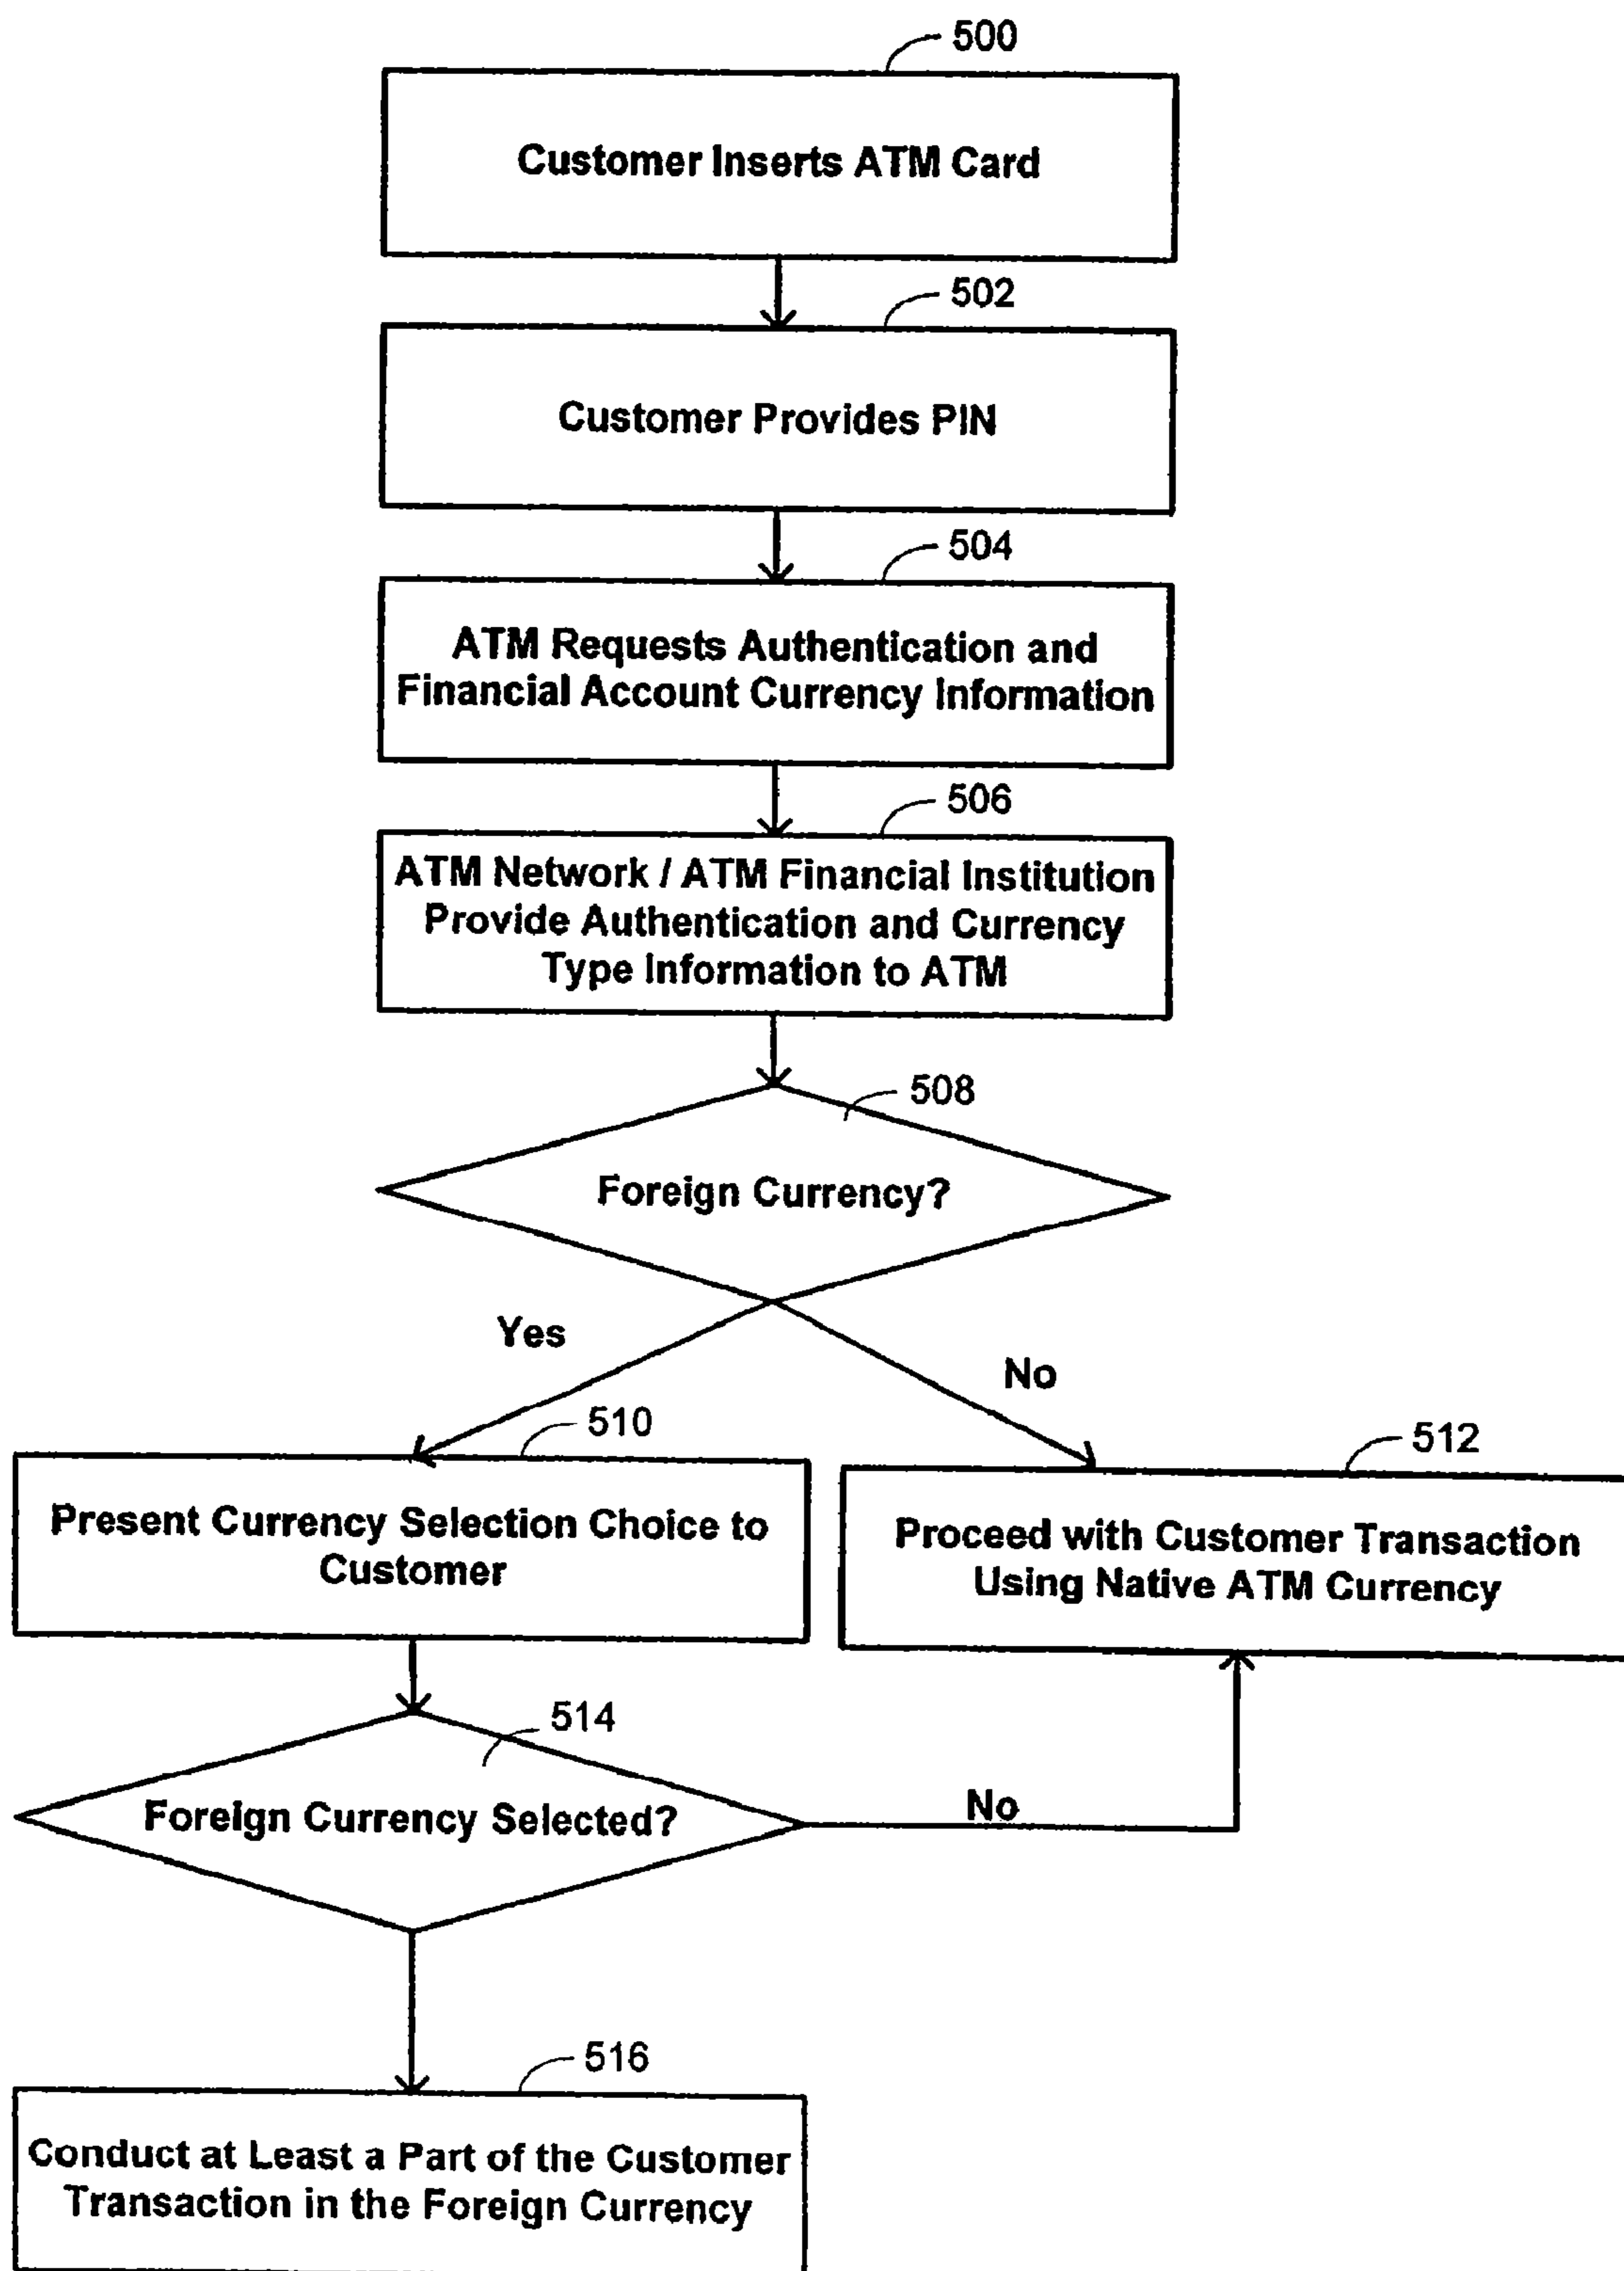 500
Customer Inserts ATM Card
502
Customer Provides PIN
504
ATM Requests Authentication and
Financial Account Currency Information
506
ATM Network / ATM Financial Institution
Provide Authentication and Currency
Type Information to ATM
508
Foreign Currency?
Yes
No
510
Present Currency Selection Choice to
Customer
512
Proceed with Customer Transaction
Using Native ATM Currency
514
Foreign Currency Selected?
No
516
Conduct at Least a Part of the Customer
Transaction in the Foreign Currency